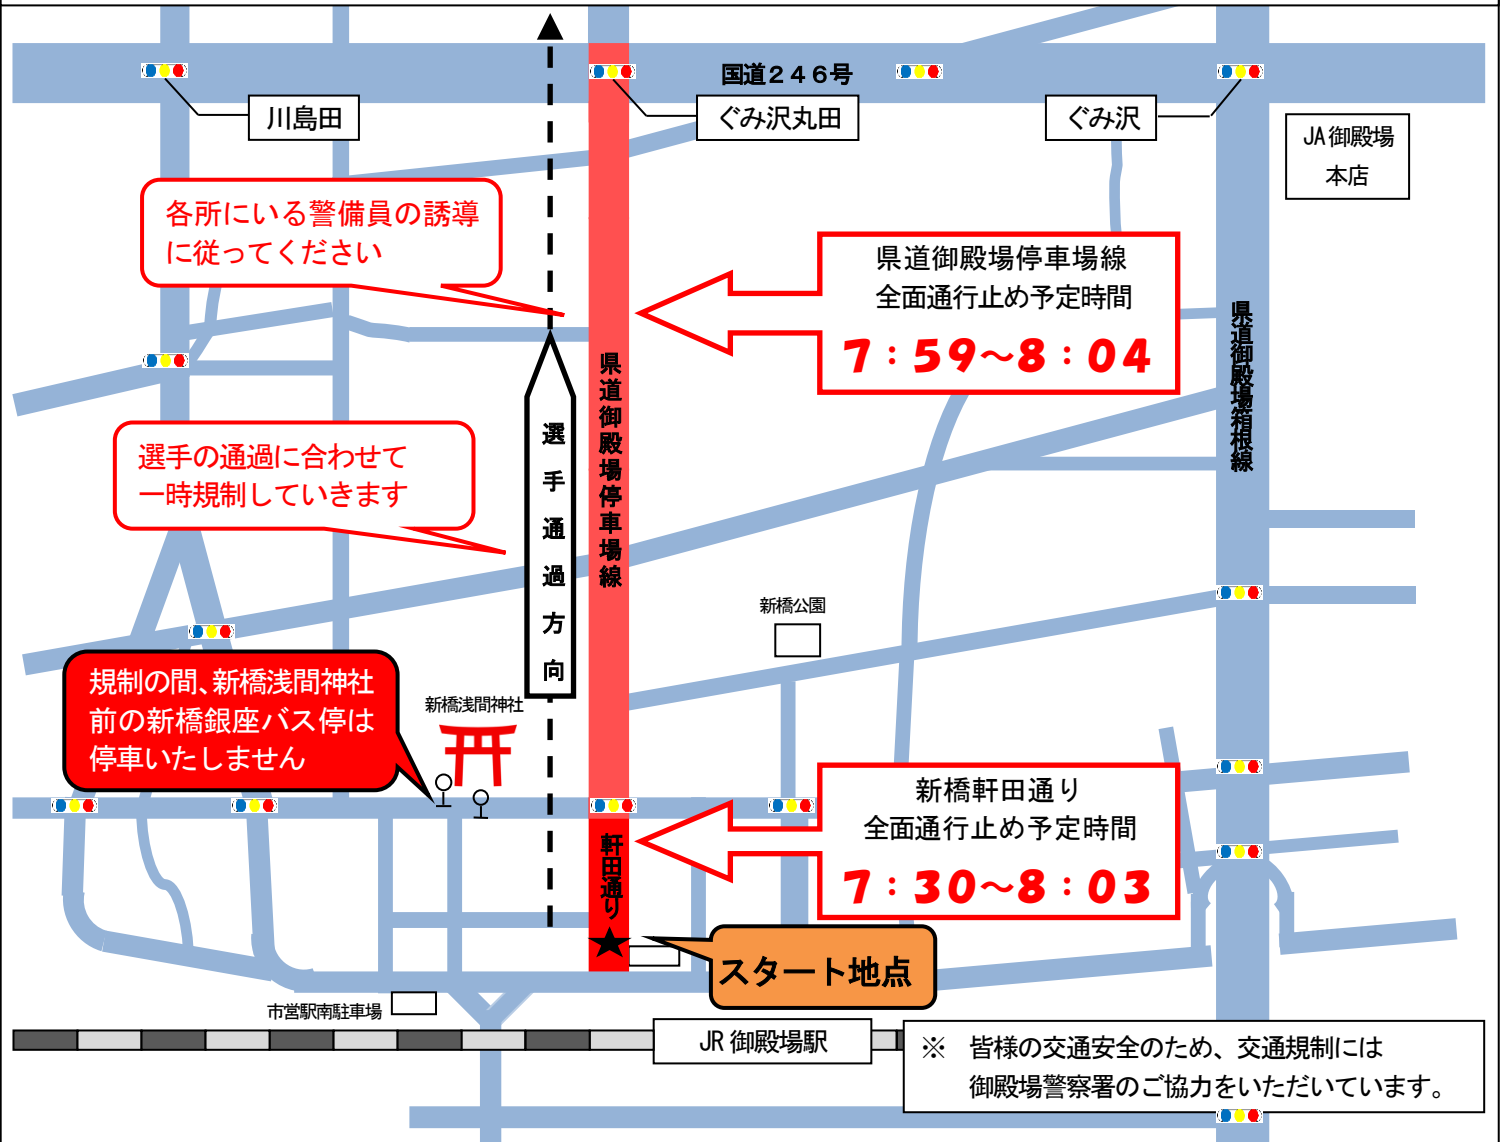 国道２４６号
川島田
ぐみ沢丸田
ぐみ沢
JA御殿場
本店
各所にいる警備員の誘導
に従ってください
県道御殿場停車場線
全面通行止め予定時間
7：59～8：04
県道御殿場箱根線
県道御殿場停車場線
選手通過方向
選手の通過に合わせて
一時規制していきます
新橋公園
規制の間、新橋浅間神社
前の新橋銀座バス停は
停車いたしません
新橋浅間神社
新橋軒田通り
全面通行止め予定時間
7：30～8：03
軒田通り
スタート地点
市営駅南駐車場
JR 御殿場駅
※　皆様の交通安全のため、交通規制には
御殿場警察署のご協力をいただいています。